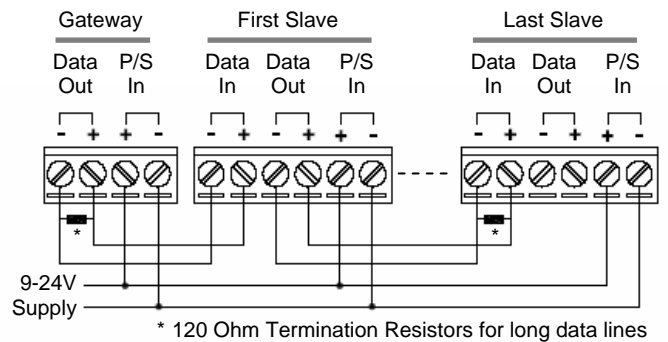 Gateway First Slave Last Slave
Data Out P/S In Data In Data Out P/S In Data In Data Out P/S In
- + + - - + - + + - - + - + + -
* *
9-24V
Supply
* 120 Ohm Termination Resistors for long data lines